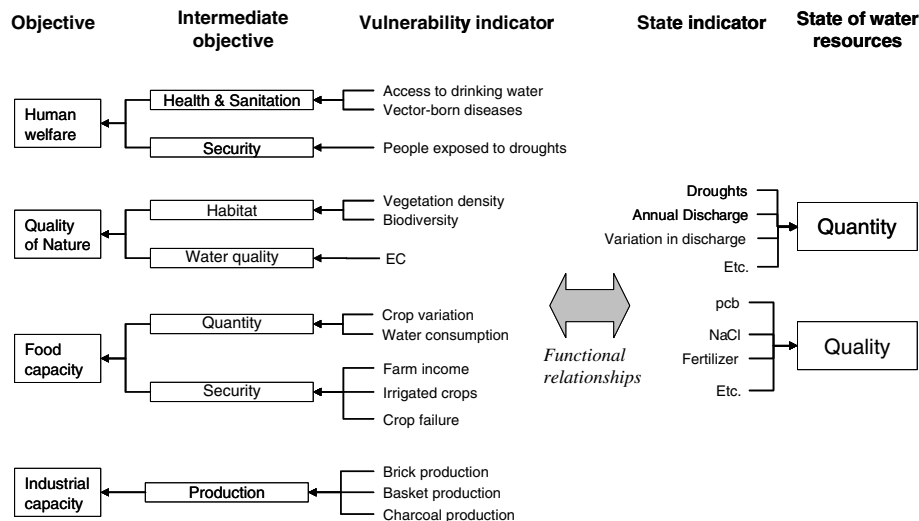 Objective
Intermediate
objective
Vulnerability indicator
State indicator
State of water
resources
Human
welfare
Health & Sanitation
Access to drinking water
Vector-born diseases
Security
People exposed to droughts
Quality
of Nature
Habitat
Vegetation density
Biodiversity
Water quality
EC
Food
capacity
Quantity
Crop variation
Water consumption
Security
Farm income
Irrigated crops
Crop failure
Industrial
capacity
Production
Brick production
Basket production
Charcoal production
Functional
relationships
Droughts
Annual Discharge
Variation in discharge
Etc.
Quantity
pcb
NaCl
Fertilizer
Etc.
Quality